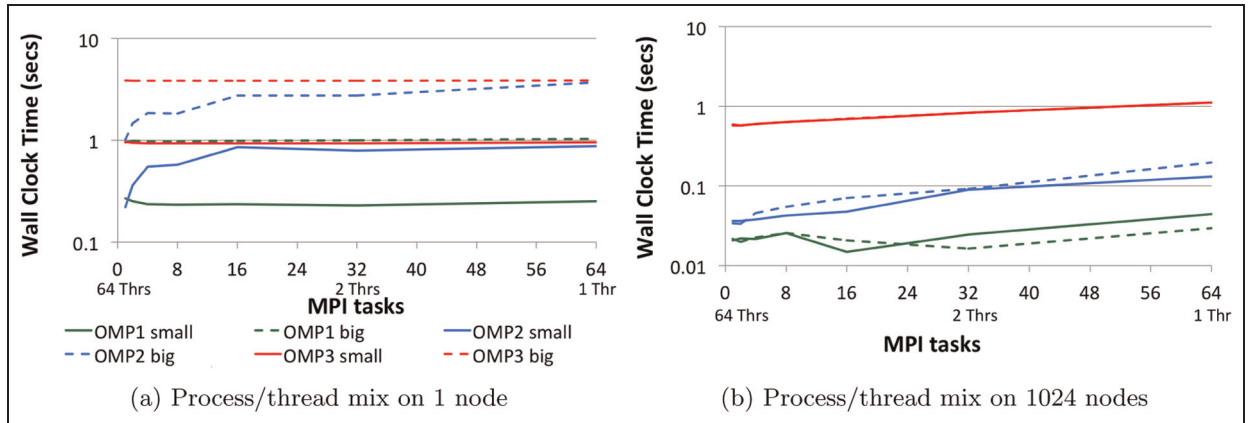 Wall Clock Time (secs)
10
1
0.1
0 8 16 24 32 40 48 56 64
64 Thrs 2 Thrs 1 Thr
MPI tasks
OMP1 small OMP1 big OMP2 small
OMP2 big OMP3 small OMP3 big
(a) Process/thread mix on 1 node
Wall Clock Time (secs)
10
1
0.1
0.01
0 8 16 24 32 40 48 56 64
64 Thrs 2 Thrs 1 Thr
MPI tasks
(b) Process/thread mix on 1024 nodes